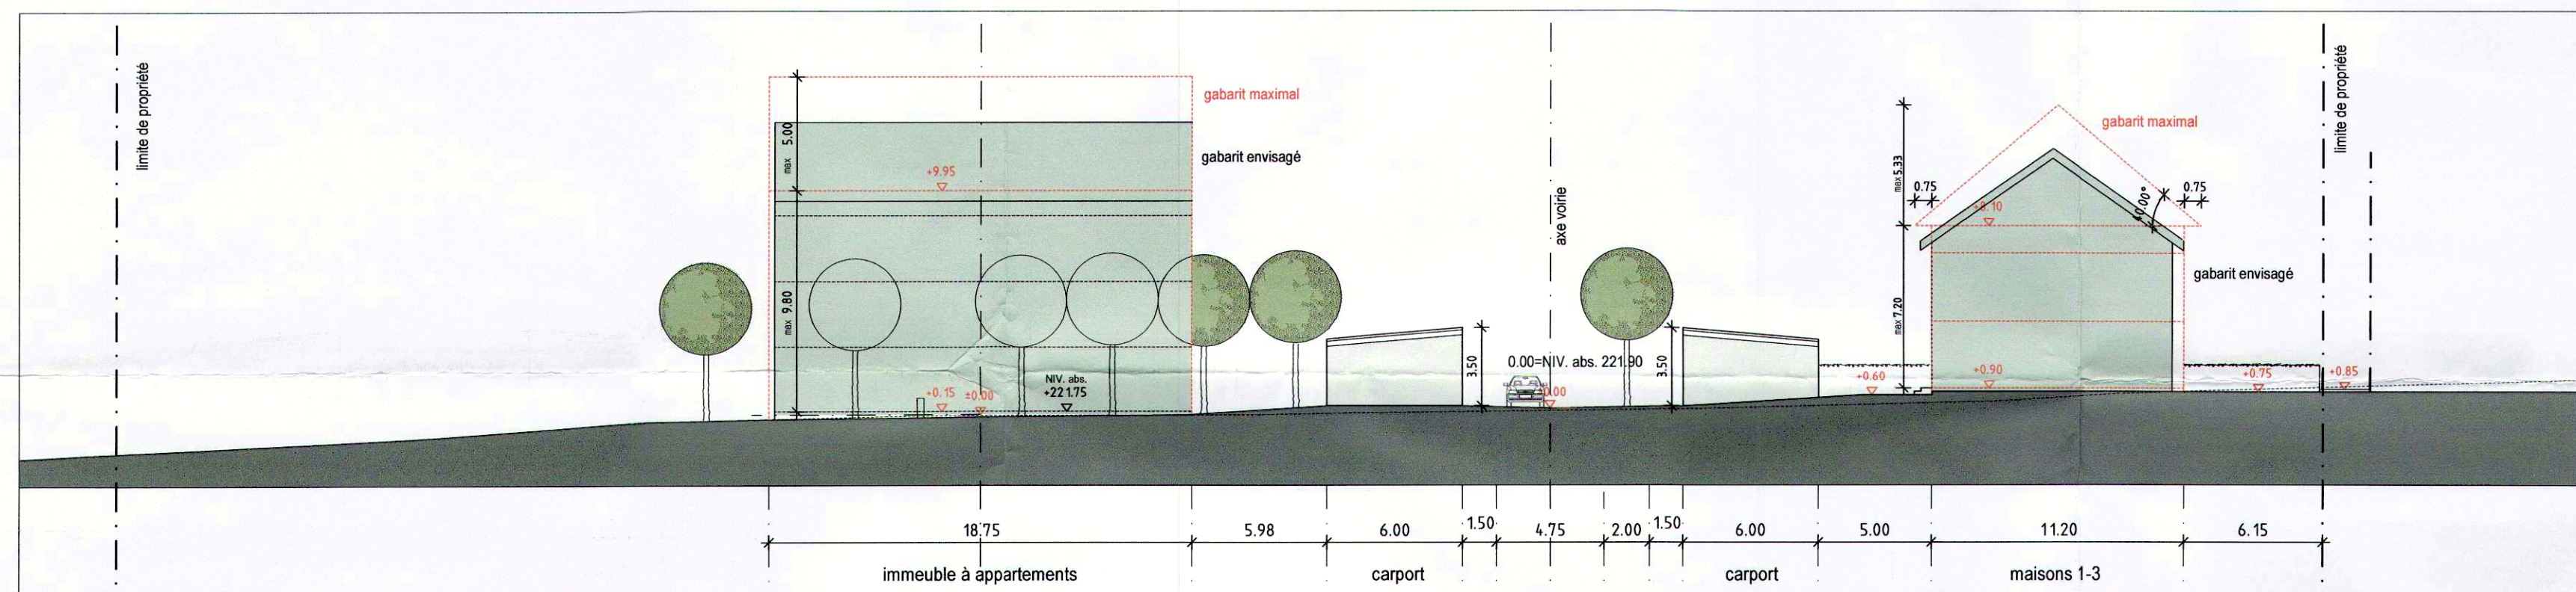 limite de propriété
max 5.00
max 9.80
+9.95
gabarit maximal
gabarit envisagé
+0.15
±0.00
NIV. abs.
+221.75
3.50
axe voirie
0.00=NIV. abs. 221.90
0.00
3.50
+0.60
max 5.33
max 7.20
0.75
+8.10
+0.90
40.00°
0.75
gabarit maximal
gabarit envisagé
+0.75
limite de propriété
+0.85
18.75
5.98
6.00
1.50
4.75
2.00
1.50
6.00
5.00
11.20
6.15
immeuble à appartements
carport
carport
maisons 1-3